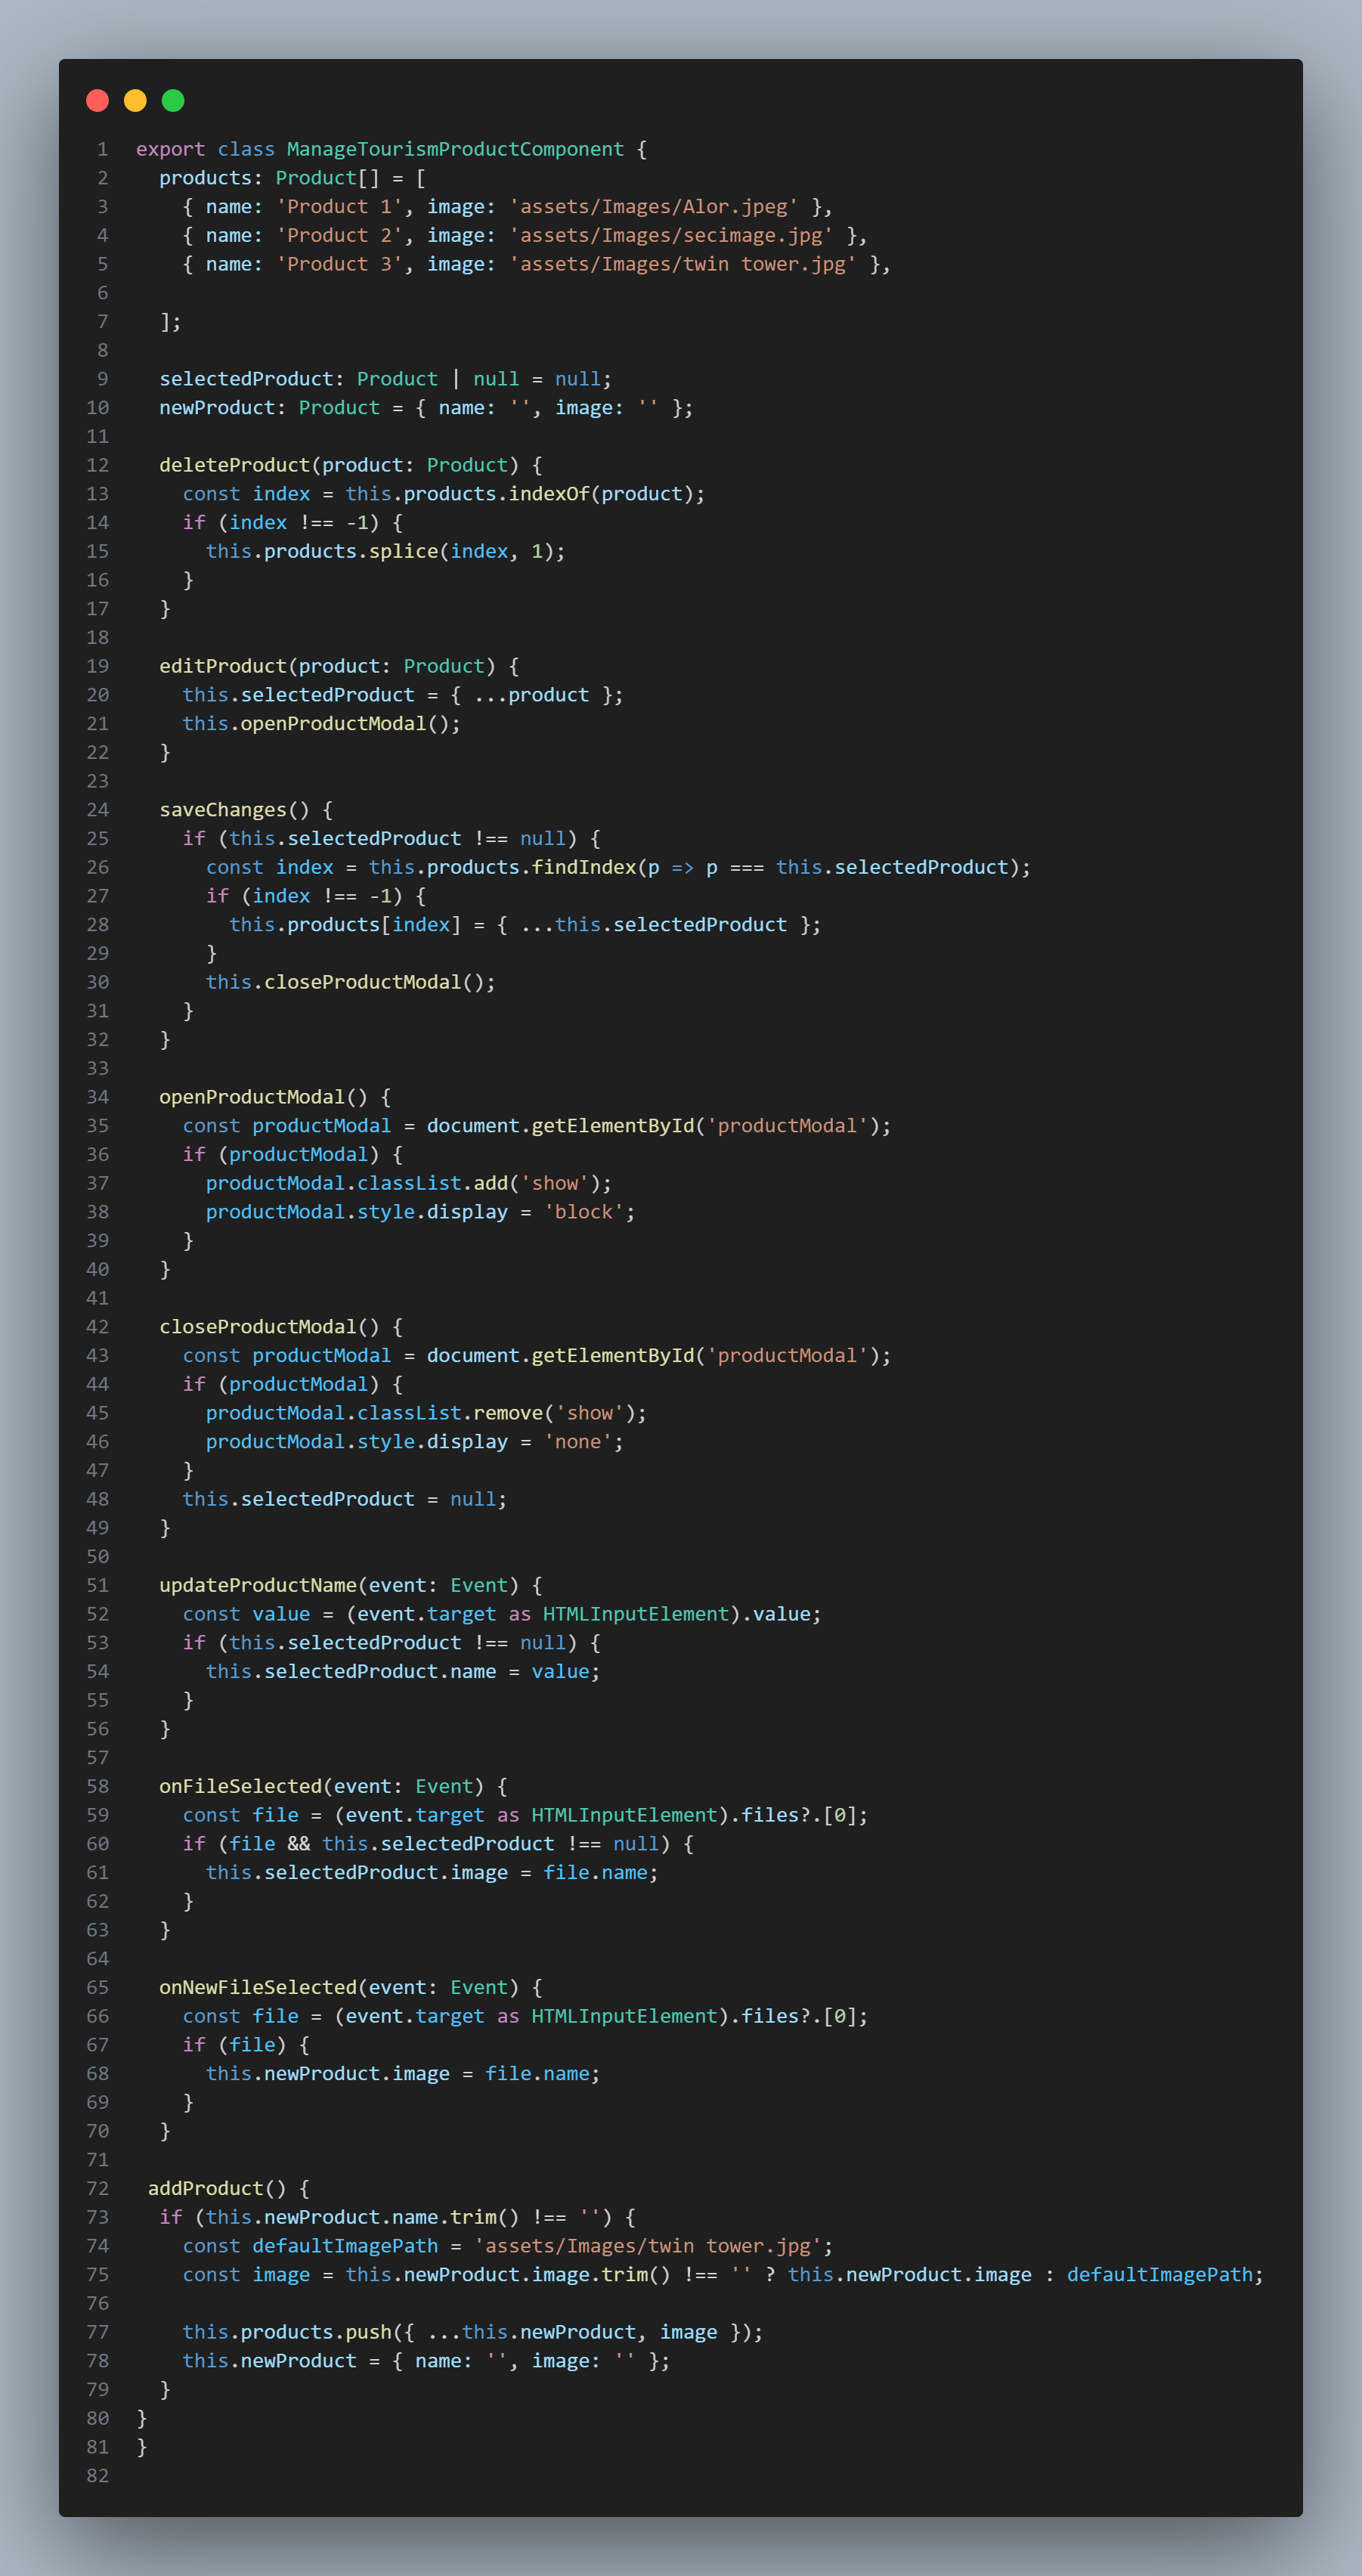 1 export class ManageTourismProductComponent {
2   products: Product[] = [
3     { name: 'Product 1', image: 'assets/Images/Alor.jpeg' },
4     { name: 'Product 2', image: 'assets/Images/secimage.jpg' },
5     { name: 'Product 3', image: 'assets/Images/twin tower.jpg' },
6
7   ];
8
9   selectedProduct: Product | null = null;
10   newProduct: Product = { name: '', image: '' };
11
12   deleteProduct(product: Product) {
13     const index = this.products.indexOf(product);
14     if (index !== -1) {
15       this.products.splice(index, 1);
16     }
17   }
18
19   editProduct(product: Product) {
20     this.selectedProduct = { ...product };
21     this.openProductModal();
22   }
23
24   saveChanges() {
25     if (this.selectedProduct !== null) {
26       const index = this.products.findIndex(p => p === this.selectedProduct);
27       if (index !== -1) {
28         this.products[index] = { ...this.selectedProduct };
29       }
30       this.closeProductModal();
31     }
32   }
33
34   openProductModal() {
35     const productModal = document.getElementById('productModal');
36     if (productModal) {
37       productModal.classList.add('show');
38       productModal.style.display = 'block';
39     }
40   }
41
42   closeProductModal() {
43     const productModal = document.getElementById('productModal');
44     if (productModal) {
45       productModal.classList.remove('show');
46       productModal.style.display = 'none';
47     }
48     this.selectedProduct = null;
49   }
50
51   updateProductName(event: Event) {
52     const value = (event.target as HTMLInputElement).value;
53     if (this.selectedProduct !== null) {
54       this.selectedProduct.name = value;
55     }
56   }
57
58   onFileSelected(event: Event) {
59     const file = (event.target as HTMLInputElement).files?.[0];
60     if (file && this.selectedProduct !== null) {
61       this.selectedProduct.image = file.name;
62     }
63   }
64
65   onNewFileSelected(event: Event) {
66     const file = (event.target as HTMLInputElement).files?.[0];
67     if (file) {
68       this.newProduct.image = file.name;
69     }
70   }
71
72  addProduct() {
73   if (this.newProduct.name.trim() !== '') {
74     const defaultImagePath = 'assets/Images/twin tower.jpg';
75     const image = this.newProduct.image.trim() !== '' ? this.newProduct.image : defaultImagePath;
76
77     this.products.push({ ...this.newProduct, image });
78     this.newProduct = { name: '', image: '' };
79   }
80 }
81 }
82